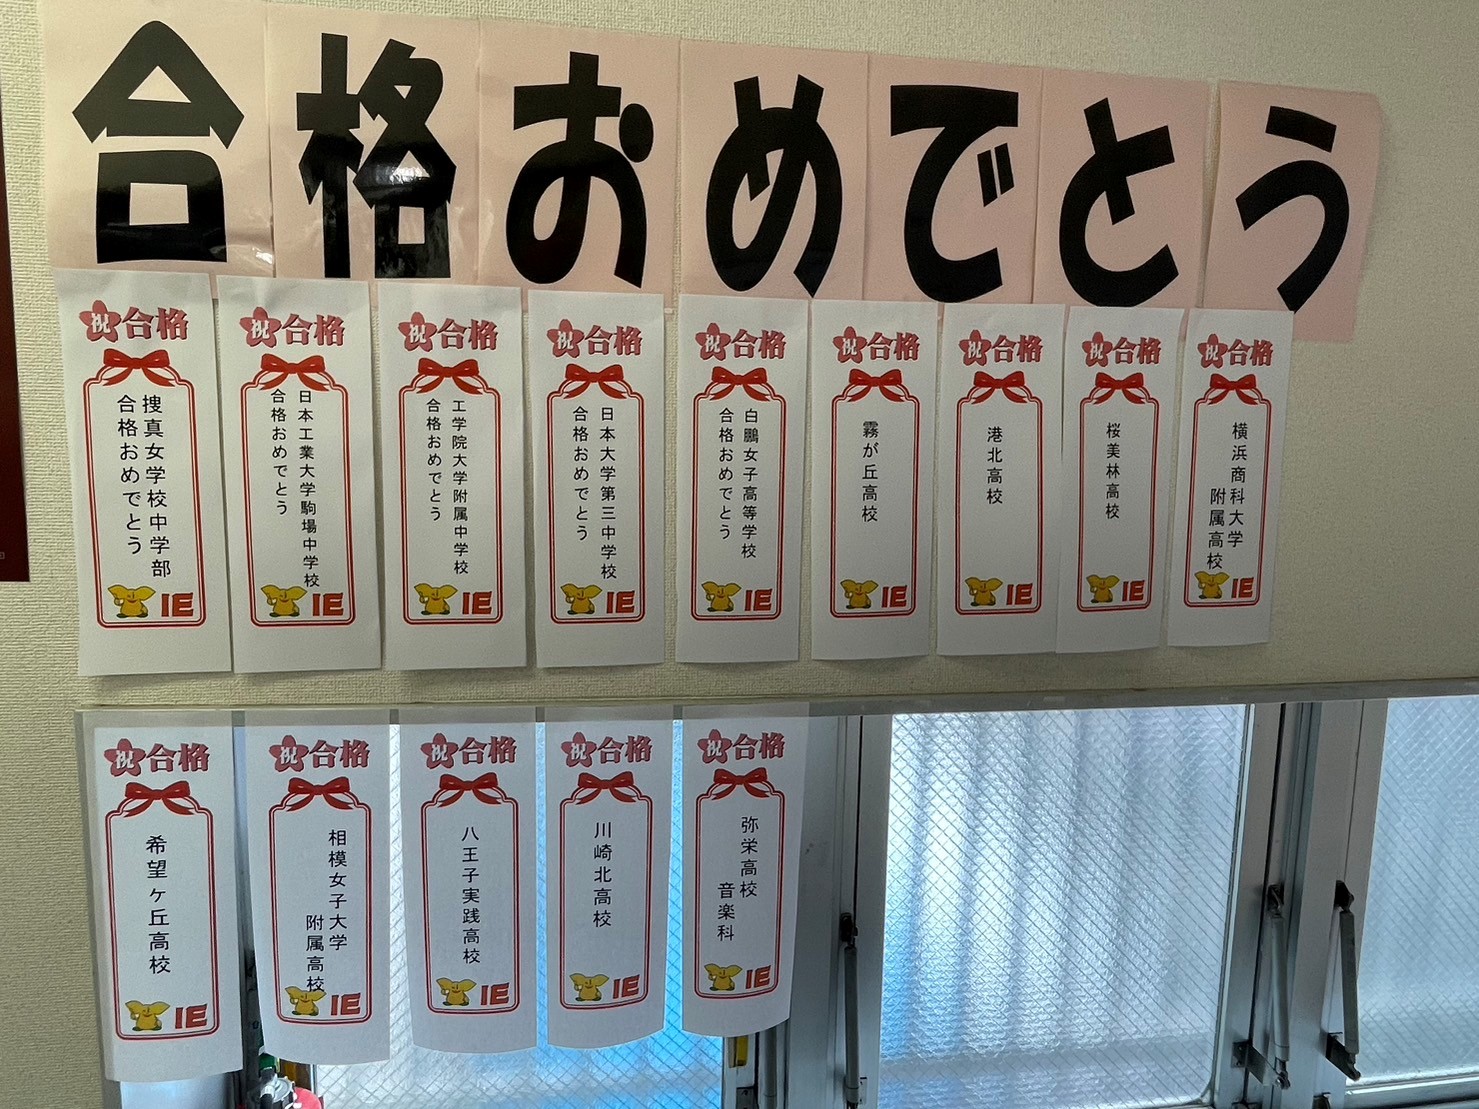 合格おめでとう
祝合格
捜真女学校中学部
合格おめでとう
IE
祝合格
日本工業大学駒場中学校
合格おめでとう
IE
祝合格
工学院大学附属中学校
合格おめでとう
IE
祝合格
日本大学第三中学校
合格おめでとう
IE
祝合格
白鵬女子高等学校
合格おめでとう
IE
祝合格
霧が丘高校
IE
祝合格
港北高校
IE
祝合格
桜美林高校
IE
祝合格
横浜商科大学
附属高校
IE
祝合格
希望ヶ丘高校
IE
祝合格
相模女子大学
附属高校
IE
祝合格
八王子実践高校
IE
祝合格
川崎北高校
IE
祝合格
弥栄高校
音楽科
IE